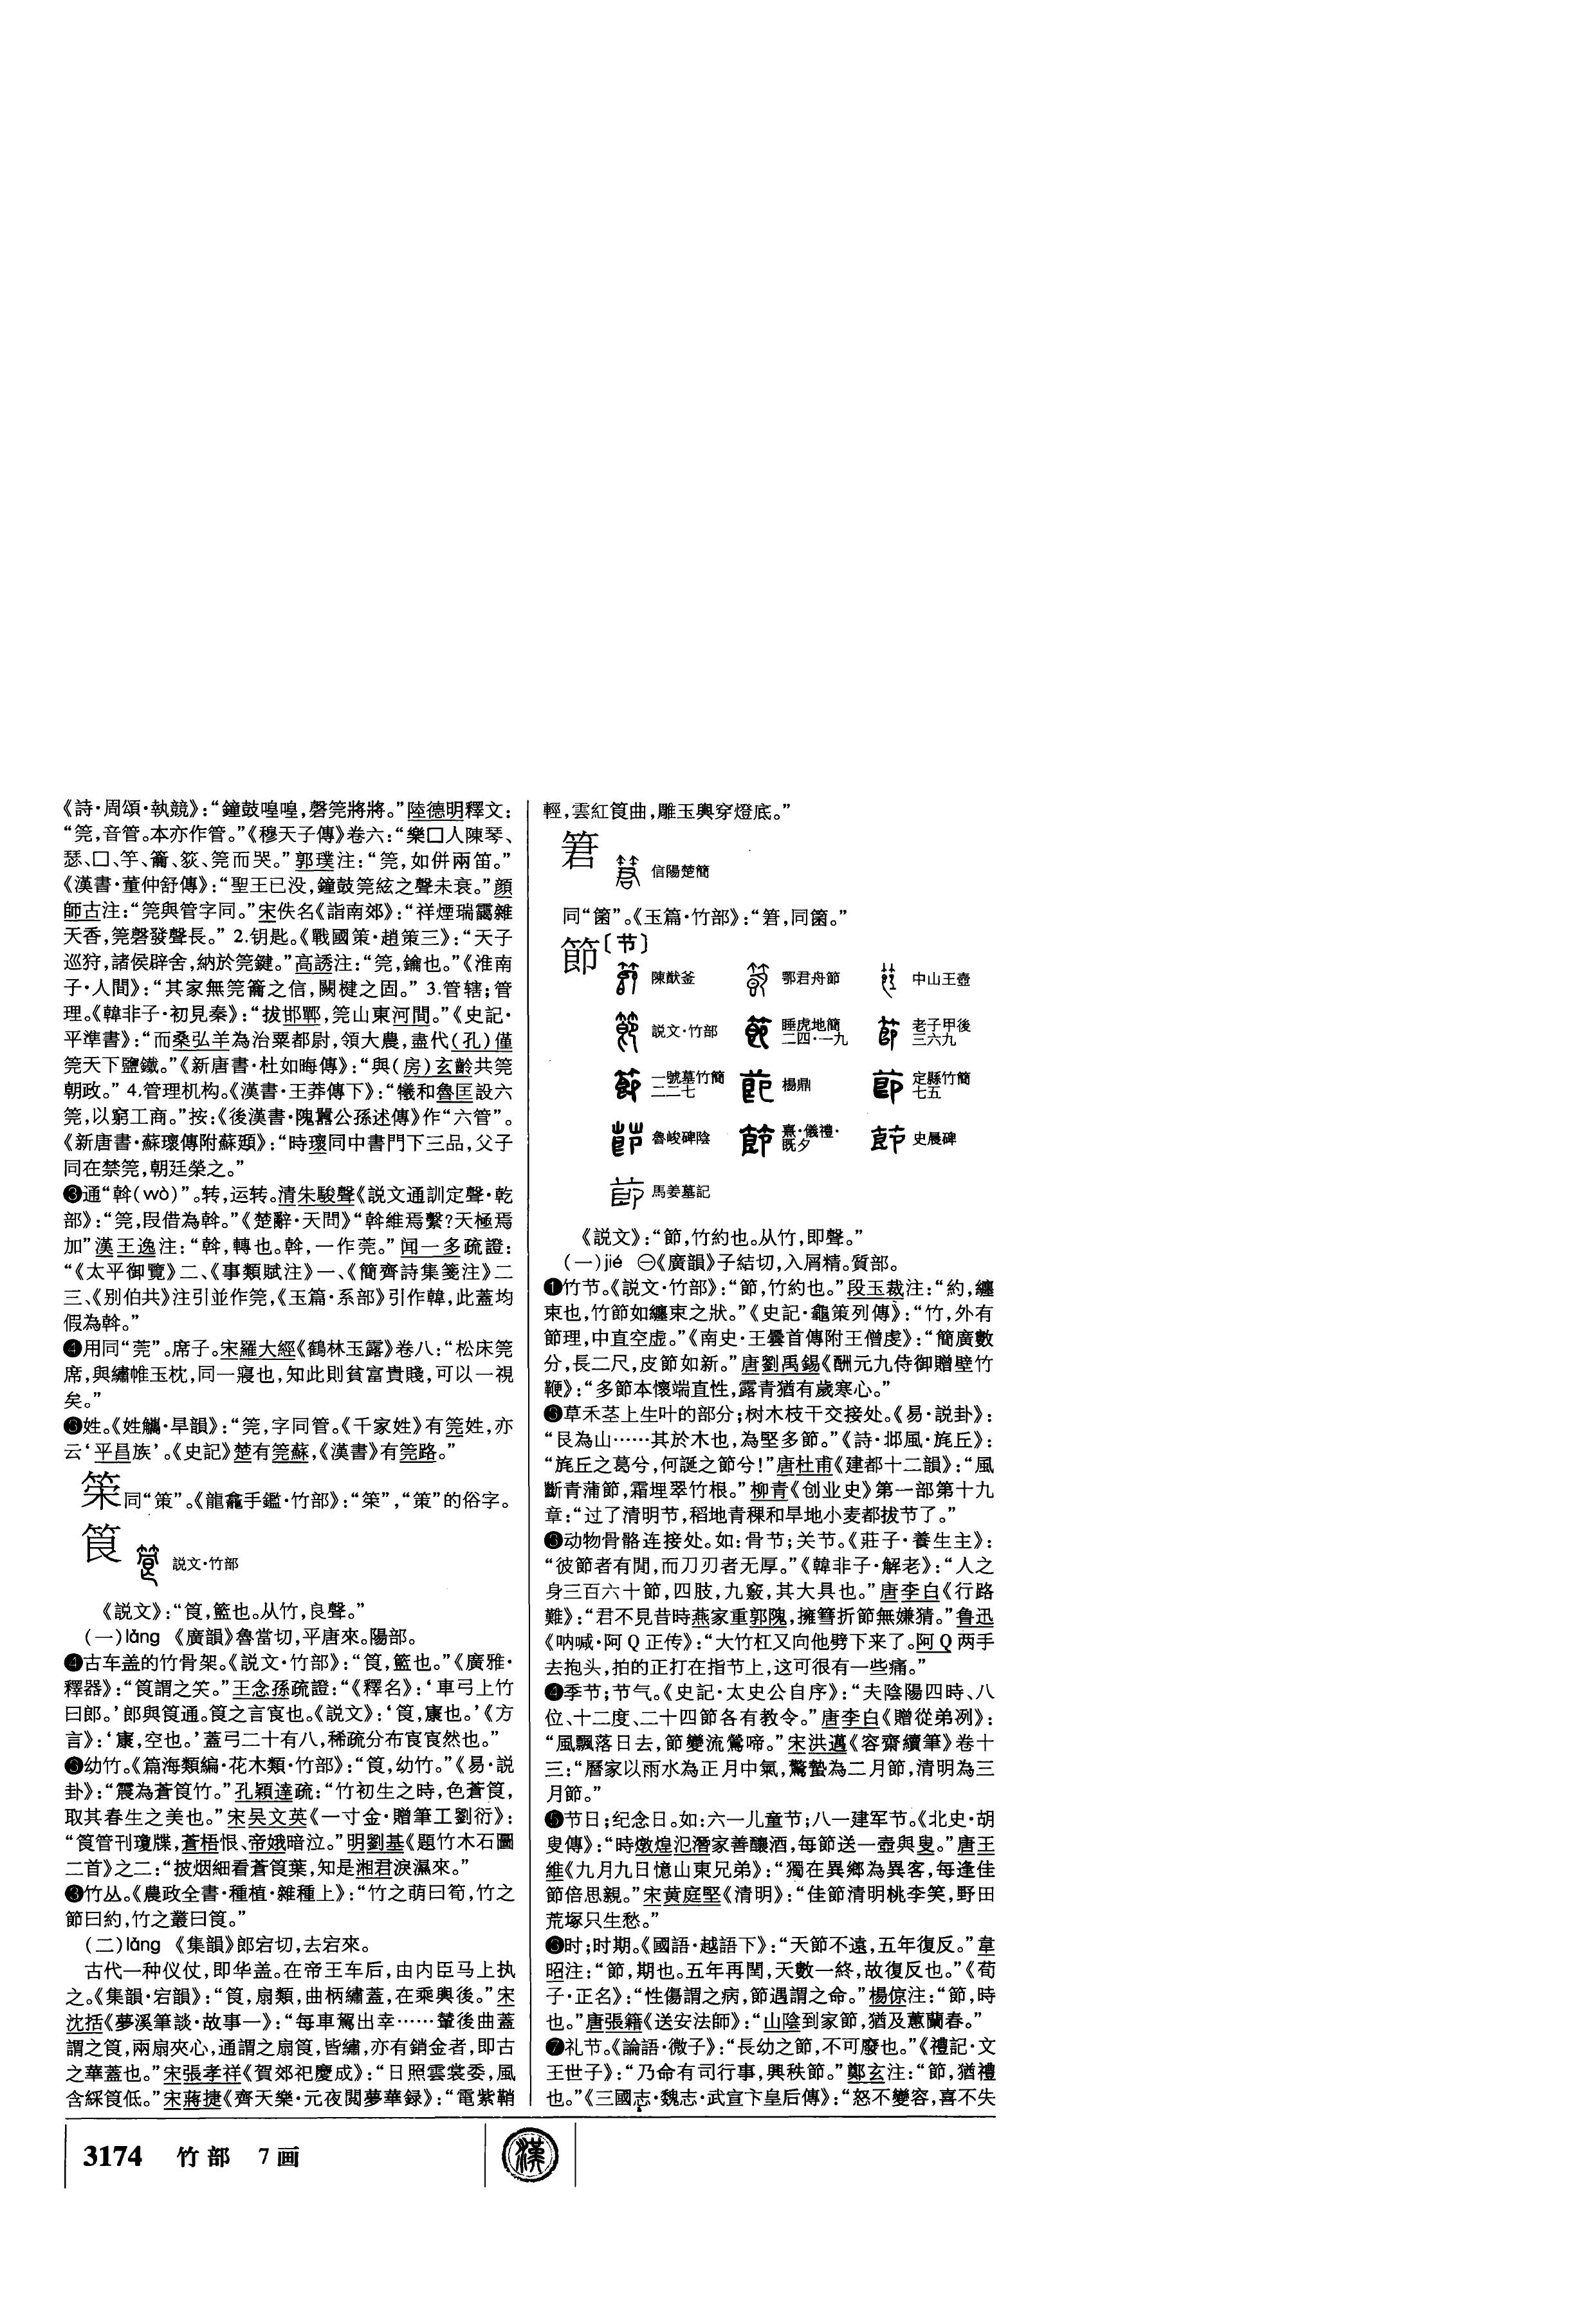 《詩·周頌·執競》：“鐘鼓喤喤，磬筦將將。”陸德明釋文：
“筦，音管。本亦作管。”《穆天子傳》卷六：“樂□人陳琴、
瑟、□、竽、籥、𥰡、筦而哭。”郭璞注：“筦，如併兩笛。”
《漢書·董仲舒傳》：“聖王已没，鐘鼓筦絃之聲未衰。”顔
師古注：“筦與管字同。”宋佚名《詣南郊》：“祥煙瑞靄雜
天香，筦磬發聲長。” 2.钥匙。《戰國策·趙策三》：“天子
巡狩，諸侯辟舍，納於筦鍵。”高誘注：“筦，鑰也。”《淮南
子·人間》：“其家無筦籥之信，關楗之固。” 3.管辖；管
理。《韓非子·初見秦》：“拔邯鄲，筦山東河間。”《史記·
平準書》：“而桑弘羊為治粟都尉，領大農，盡代(孔)僅
筦天下鹽鐵。”《新唐書·杜如晦傳》：“與(房)玄齡共筦
朝政。” 4.管理机构。《漢書·王莽傳下》：“犧和魯匡設六
筦，以窮工商。”按：《後漢書·隗囂公孫述傳》作“六管”。
《新唐書·蘇瓌傳附蘇頲》：“時瓌同中書門下三品，父子
同在禁筦，朝廷榮之。”
❸通“斡(wò)”。转，运转。清朱駿聲《説文通訓定聲·乾
部》：“筦，叚借為斡。”《楚辭·天問》“斡維焉繫？天極焉
加”漢王逸注：“斡，轉也。斡，一作莞。”闻一多疏證：
“《太平御覽》二、《事類賦注》一、《簡齊詩集箋注》二
三、《别伯共》注引並作筦，《玉篇·系部》引作幹，此蓋均
假為斡。”
❹用同“莞”。席子。宋羅大經《鶴林玉露》卷八：“松床筦
席，與繡帷玉枕，同一寢也，知此則貧富貴賤，可以一視
矣。”
❺姓。《姓觿·旱韻》：“筦，字同管。《千家姓》有筦姓，亦
云‘平昌族’。《史記》楚有筦蘇，《漢書》有筦路。”
筞同“策”。《龍龕手鑑·竹部》：“筞”，“策”的俗字。
筤
説文·竹部
《説文》：“筤，籃也。从竹，良聲。”
(一)láng 《廣韻》魯當切，平唐來。陽部。
❶古车盖的竹骨架。《説文·竹部》：“筤，籃也。”《廣雅·
釋器》：“筤謂之笑。”王念孫疏證：“《釋名》：‘車弓上竹
曰郎。’郎與筤通。筤之言㝗也。《説文》：‘筤，㝩也。’《方
言》：‘㝩，空也。’蓋弓二十有八，稀疏分布㝗㝗然也。”
❷幼竹。《篇海類編·花木類·竹部》：“筤，幼竹。”《易·説
卦》：“震為蒼筤竹。”孔穎達疏：“竹初生之時，色蒼筤，
取其春生之美也。”宋吴文英《一寸金·贈筆工劉衍》：
“筤管刊瓊牒，蒼梧恨、帝娥暗泣。”明劉基《題竹木石圖
二首》之二：“披烟細看蒼筤葉，知是湘君淚濕來。”
❸竹丛。《農政全書·種植·雜種上》：“竹之萌曰筍，竹之
節曰約，竹之叢曰筤。”
(二)làng 《集韻》郎宕切，去宕來。
古代一种仪仗，即华盖。在帝王车后，由内臣马上执
之。《集韻·宕韻》：“筤，扇類，曲柄繡蓋，在乘輿後。”宋
沈括《夢溪筆談·故事一》：“每車駕出幸……輦後曲蓋
謂之筤，兩扇夾心，通謂之扇筤，皆繡，亦有銷金者，即古
之華蓋也。”宋張孝祥《賀郊祀慶成》：“日照雲裳委，風
含綵筤低。”宋蔣捷《齊天樂·元夜閲夢華録》：“電紫鞘
輕，雲紅筤曲，雕玉輿穿燈底。”
箬
信陽楚簡
同“箘”。《玉篇·竹部》：“箬，同箘。”
節〔节〕
陳猷釜 鄂君舟節 中山王壺
説文·竹部 睡虎地簡二四·一九 老子甲後三六九
一號墓竹簡二二七 楊鼎 定縣竹簡七五
魯峻碑陰 熹·儀禮·既夕 史晨碑
馬姜墓記
《説文》：“節，竹約也。从竹，即聲。”
(一)jié ㊀《廣韻》子結切，入屑精。質部。
❶竹节。《説文·竹部》：“節，竹約也。”段玉裁注：“約，纏
束也，竹節如纏束之狀。”《史記·龜策列傳》：“竹，外有
節理，中直空虚。”《南史·王曇首傳附王僧虔》：“簡廣數
分，長二尺，皮節如新。”唐劉禹錫《酬元九侍御贈壁竹
鞭》：“多節本懷端直性，露青猶有歲寒心。”
❷草禾茎上生叶的部分；树木枝干交接处。《易·説卦》：
“艮為山……其於木也，為堅多節。”《詩·邶風·旄丘》：
“旄丘之葛兮，何誕之節兮！”唐杜甫《建都十二韻》：“風
斷青蒲節，霜埋翠竹根。”柳青《创业史》第一部第十九
章：“过了清明节，稻地青稞和旱地小麦都拔节了。”
❸动物骨骼连接处。如：骨节；关节。《莊子·養生主》：
“彼節者有閒，而刀刃者无厚。”《韓非子·解老》：“人之
身三百六十節，四肢，九竅，其大具也。”唐李白《行路
難》：“君不見昔時燕家重郭隗，擁篲折節無嫌猜。”鲁迅
《呐喊·阿Q正传》：“大竹杠又向他劈下来了。阿Q两手
去抱头，拍的正打在指节上，这可很有一些痛。”
❹季节；节气。《史記·太史公自序》：“夫陰陽四時、八
位、十二度、二十四節各有教令。”唐李白《贈從弟冽》：
“風飄落日去，節變流鶯啼。”宋洪邁《容齋續筆》卷十
三：“曆家以雨水為正月中氣，驚蟄為二月節，清明為三
月節。”
❺节日；纪念日。如：六一儿童节；八一建军节。《北史·胡
叟傳》：“時燉煌氾潛家善釀酒，每節送一壺與叟。”唐王
維《九月九日憶山東兄弟》：“獨在異鄉為異客，每逢佳
節倍思親。”宋黄庭堅《清明》：“佳節清明桃李笑，野田
荒塚只生愁。”
❻时；时期。《國語·越語下》：“天節不遠，五年復反。”韋
昭注：“節，期也。五年再閏，天數一終，故復反也。”《荀
子·正名》：“性傷謂之病，節遇謂之命。”楊倞注：“節，時
也。”唐張籍《送安法師》：“山陰到家節，猶及蕙蘭春。”
❼礼节。《論語·微子》：“長幼之節，不可廢也。”《禮記·文
王世子》：“乃命有司行事，興秩節。”鄭玄注：“節，猶禮
也。”《三國志·魏志·武宣卞皇后傳》：“怒不變容，喜不失
3174 竹部 7画
漢